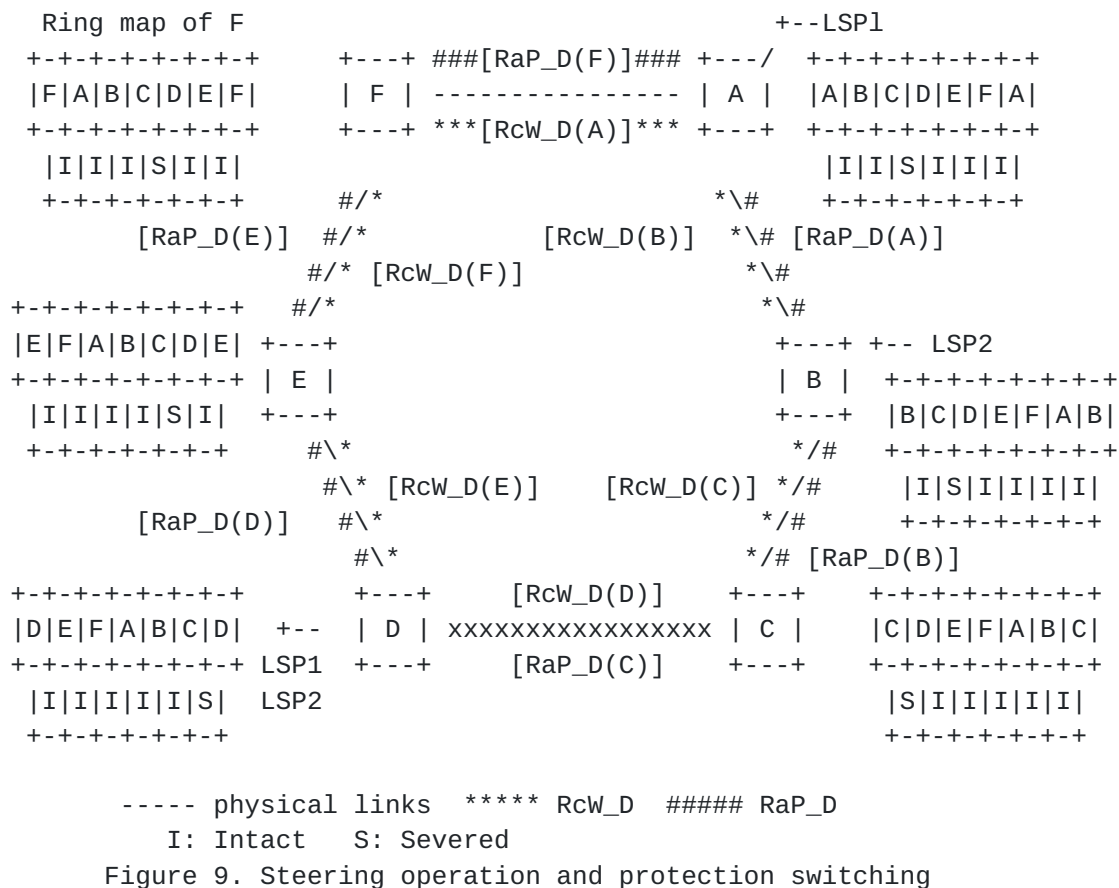 Ring map of F                                  +--LSPl
 +-+-+-+-+-+-+-+     +---+ ###[RaP_D(F)]### +---/  +-+-+-+-+-+-+-+
 |F|A|B|C|D|E|F|     | F | ---------------- | A |  |A|B|C|D|E|F|A|
 +-+-+-+-+-+-+-+     +---+ ***[RcW_D(A)]*** +---+  +-+-+-+-+-+-+-+
  |I|I|I|S|I|I|                                     |I|I|S|I|I|I|
  +-+-+-+-+-+-+      #/*                     *\#    +-+-+-+-+-+-+
        [RaP_D(E)]  #/*           [RcW_D(B)]  *\# [RaP_D(A)]
                   #/* [RcW_D(F)]              *\#
+-+-+-+-+-+-+-+   #/*                           *\#
|E|F|A|B|C|D|E| +---+                            +---+ +-- LSP2
+-+-+-+-+-+-+-+ | E |                            | B |  +-+-+-+-+-+-+-+
 |I|I|I|I|S|I|  +---+                            +---+  |B|C|D|E|F|A|B|
 +-+-+-+-+-+-+     #\*                            */#   +-+-+-+-+-+-+-+
                    #\* [RcW_D(E)]    [RcW_D(C)] */#     |I|S|I|I|I|I|
        [RaP_D(D)]   #\*                        */#      +-+-+-+-+-+-+
                      #\*                      */# [RaP_D(B)]
+-+-+-+-+-+-+-+       +---+     [RcW_D(D)]    +---+    +-+-+-+-+-+-+-+
|D|E|F|A|B|C|D|  +--  | D | xxxxxxxxxxxxxxxxx | C |    |C|D|E|F|A|B|C|
+-+-+-+-+-+-+-+ LSP1  +---+     [RaP_D(C)]    +---+    +-+-+-+-+-+-+-+
 |I|I|I|I|I|S|  LSP2                                    |S|I|I|I|I|I|
 +-+-+-+-+-+-+                                          +-+-+-+-+-+-+
----- physical links  ***** RcW_D  ##### RaP_D
I: Intact   S: Severed
Figure 9. Steering operation and protection switching